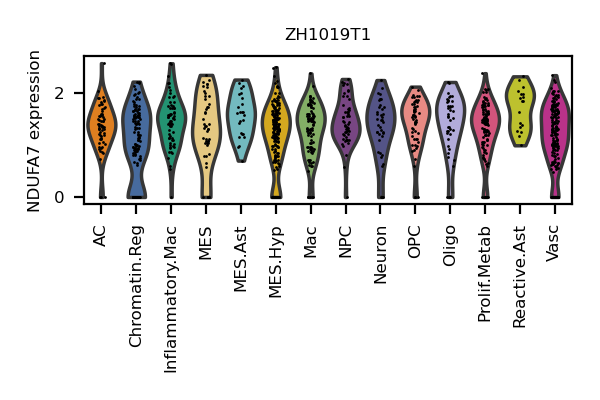 ZH1019T1
NDUFA7 expression
2
0
AC
Chromatin.Reg
Inflammatory.Mac
MES
MES.Ast
MES.Hyp
Mac
NPC
Neuron
OPC
Oligo
Prolif.Metab
Reactive.Ast
Vasc